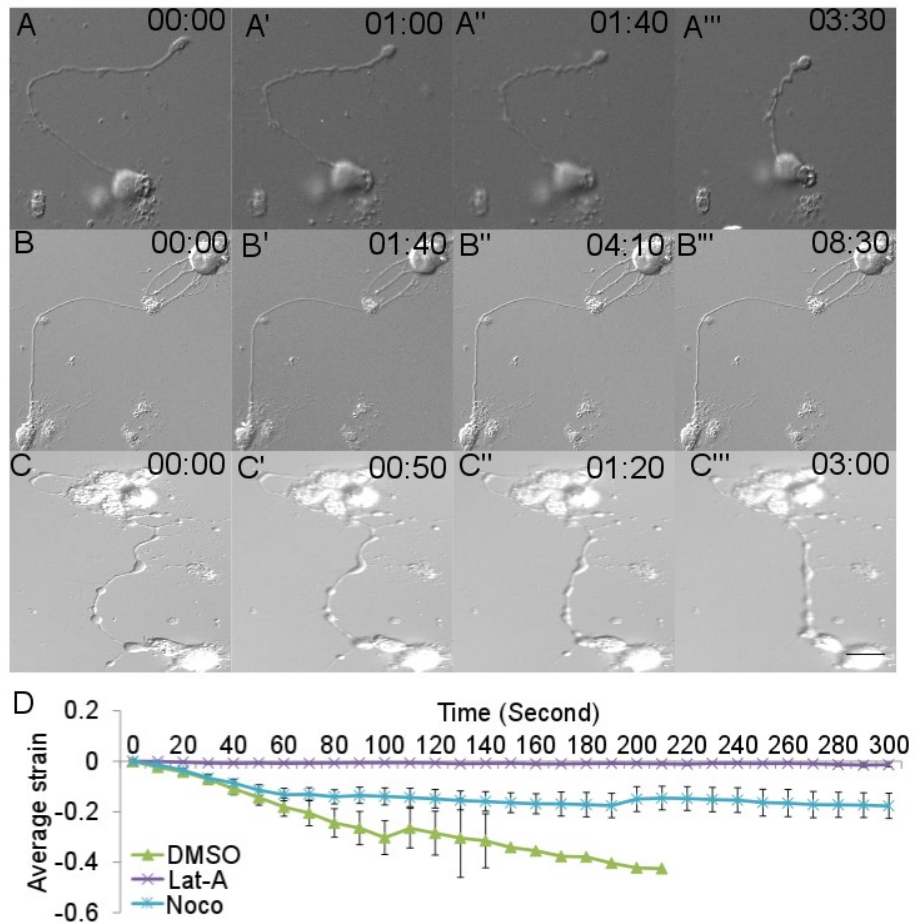 A 00:00 A' 01:00 A'' 01:40 A''' 03:30
B 00:00 B' 01:40 B'' 04:10 B''' 08:30
C 00:00 C' 00:50 C'' 01:20 C''' 03:00
D
Time (Second)
0 20 40 60 80 100 120 140 160 180 200 220 240 260 280 300
Average strain
0.2
0
-0.2
-0.4
-0.6
DMSO
Lat-A
Noco